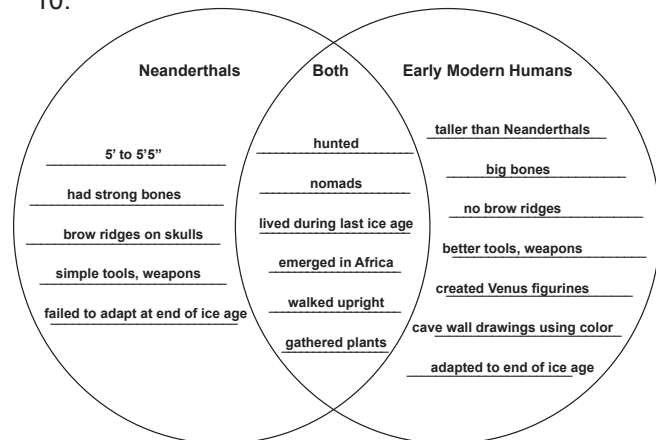 10.
Neanderthals
5' to 5'5”
had strong bones
brow ridges on skulls
simple tools, weapons
failed to adapt at end of ice age
Both
hunted
nomads
lived during last ice age
emerged in Africa
walked upright
gathered plants
Early Modern Humans
taller than Neanderthals
big bones
no brow ridges
better tools, weapons
created Venus figurines
cave wall drawings using color
adapted to end of ice age